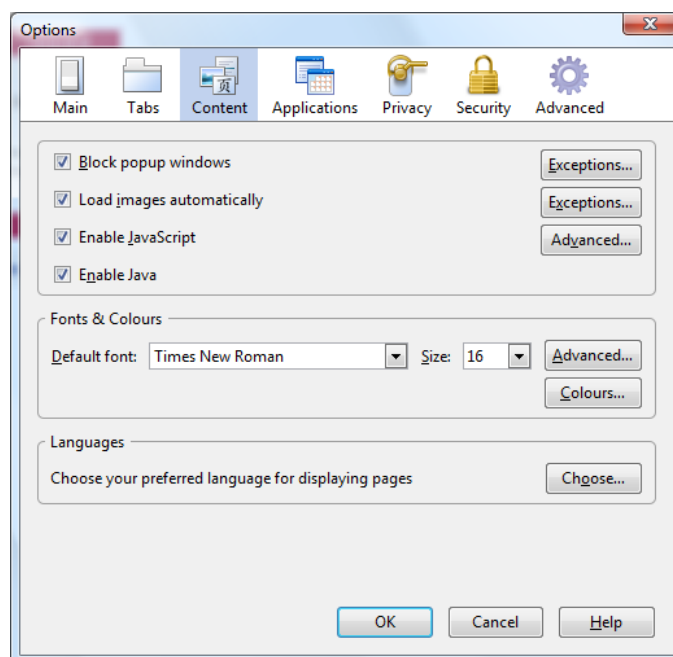 Options
Main Tabs Content Applications Privacy Security Advanced
页
Block popup windows Exceptions...
Load images automatically Exceptions...
Enable JavaScript Advanced...
Enable Java
Fonts & Colours
Default font: Times New Roman Size: 16 Advanced...
Colours...
Languages
Choose your preferred language for displaying pages Choose...
OK Cancel Help